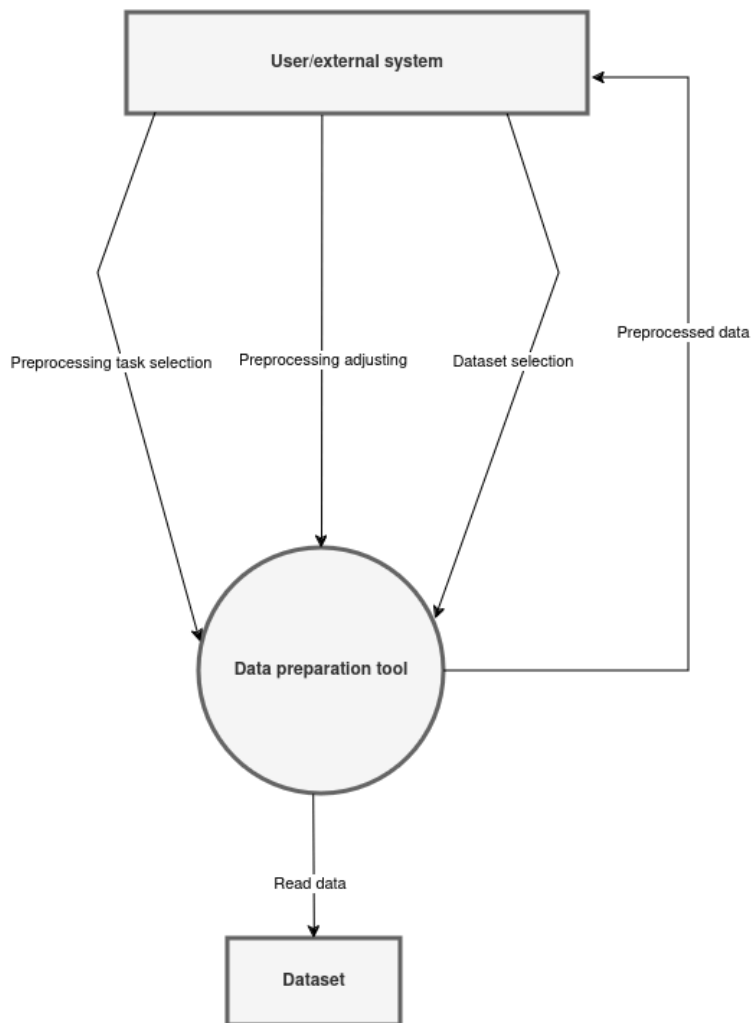 User/external system
Preprocessed data
Preprocessing task selection
Preprocessing adjusting
Dataset selection
Data preparation tool
Read data
Dataset